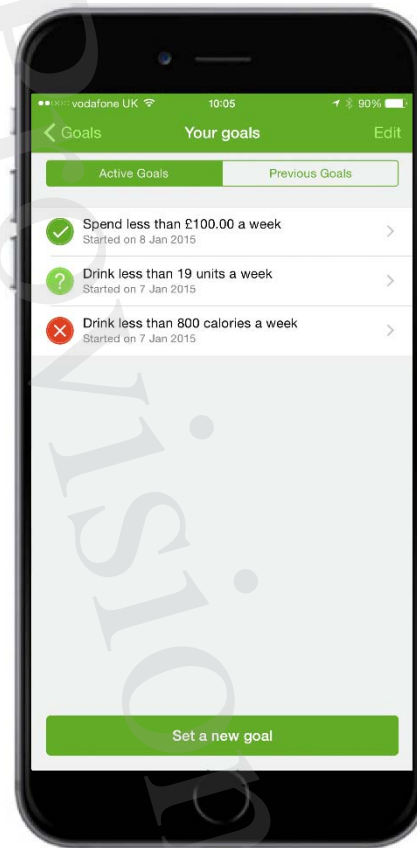 vodafone UK 10:05 90%
Goals Your goals Edit
Active Goals Previous Goals
Spend less than £100.00 a week
Started on 8 Jan 2015
Drink less than 19 units a week
Started on 7 Jan 2015
Drink less than 800 calories a week
Started on 7 Jan 2015
Set a new goal